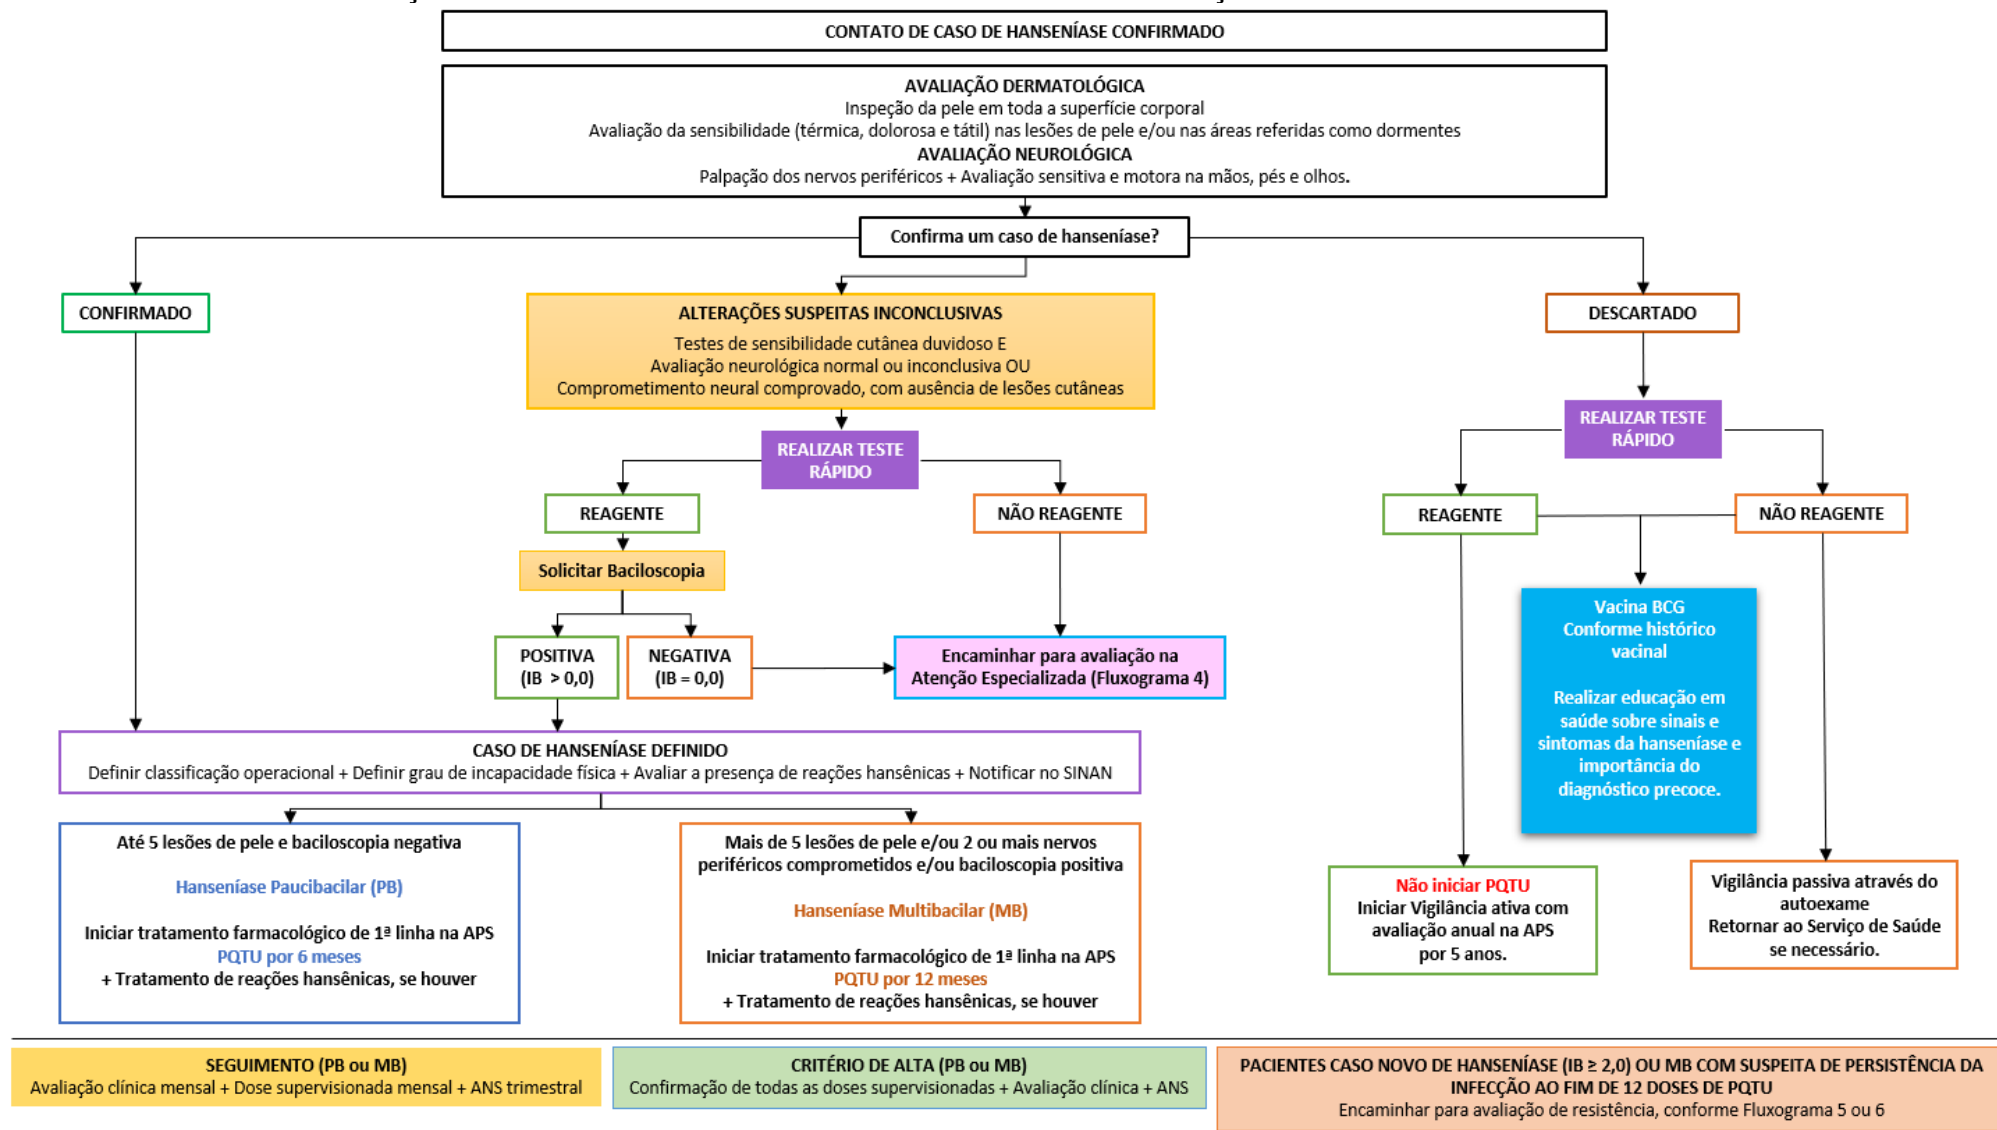 CONTATO DE CASO DE HANSENÍASE CONFIRMADO
AVALIAÇÃO DERMATOLÓGICA
Inspeção da pele em toda a superfície corporal
Avaliação da sensibilidade (térmica, dolorosa e tátil) nas lesões de pele e/ou nas áreas referidas como dormentes
AVALIAÇÃO NEUROLÓGICA
Palpação dos nervos periféricos + Avaliação sensitiva e motora na mãos, pés e olhos.
Confirma um caso de hanseníase?
CONFIRMADO
ALTERAÇÕES SUSPEITAS INCONCLUSIVAS
Testes de sensibilidade cutânea duvidoso E
Avaliação neurológica normal ou inconclusiva OU
Comprometimento neural comprovado, com ausência de lesões cutâneas
DESCARTADO
REALIZAR TESTE
RÁPIDO
REAGENTE
NÃO REAGENTE
Solicitar Baciloscopia
POSITIVA
(IB > 0,0)
NEGATIVA
(IB = 0,0)
Encaminhar para avaliação na
Atenção Especializada (Fluxograma 4)
REALIZAR TESTE
RÁPIDO
REAGENTE
NÃO REAGENTE
Vacina BCG
Conforme histórico
vacinal
Realizar educação em
saúde sobre sinais e
sintomas da hanseníase e
importância do
diagnóstico precoce.
CASO DE HANSENÍASE DEFINIDO
Definir classificação operacional + Definir grau de incapacidade física + Avaliar a presença de reações hansênicas + Notificar no SINAN
Até 5 lesões de pele e baciloscopia negativa
Hanseníase Paucibacilar (PB)
Iniciar tratamento farmacológico de 1ª linha na APS
PQTU por 6 meses
+ Tratamento de reações hansênicas, se houver
Mais de 5 lesões de pele e/ou 2 ou mais nervos
periféricos comprometidos e/ou baciloscopia positiva
Hanseníase Multibacilar (MB)
Iniciar tratamento farmacológico de 1ª linha na APS
PQTU por 12 meses
+ Tratamento de reações hansênicas, se houver
Não iniciar PQTU
Iniciar Vigilância ativa com
avaliação anual na APS
por 5 anos.
Vigilância passiva através do
autoexame
Retornar ao Serviço de Saúde
se necessário.
SEGUIMENTO (PB ou MB)
Avaliação clínica mensal + Dose supervisionada mensal + ANS trimestral
CRITÉRIO DE ALTA (PB ou MB)
Confirmação de todas as doses supervisionadas + Avaliação clínica + ANS
PACIENTES CASO NOVO DE HANSENÍASE (IB ≥ 2,0) OU MB COM SUSPEITA DE PERSISTÊNCIA DA
INFECÇÃO AO FIM DE 12 DOSES DE PQTU
Encaminhar para avaliação de resistência, conforme Fluxograma 5 ou 6